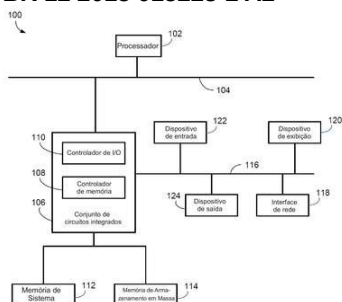 100
102
Processador
104
110
Controlador de I/O
108
Controlador
de memória
106
Conjunto de
circuitos integrados
122
Dispositivo
de entrada
120
Dispositivo
de exibição
116
124
Dispositivo
de saída
118
Interface
de rede
112
Memória de
Sistema
114
Memória de Arma-
zenamento em Massa